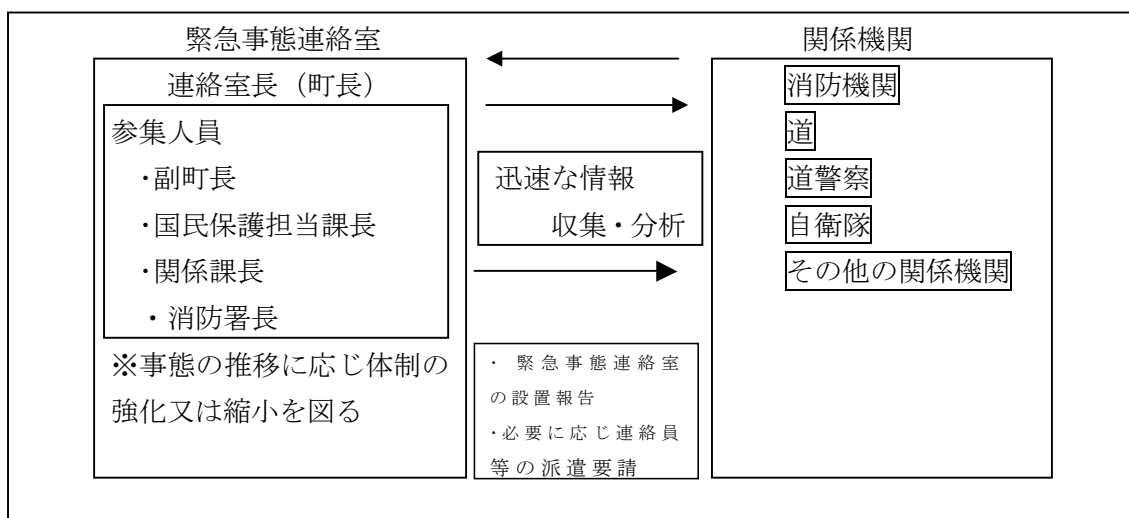 緊急事態連絡室
連絡室長（町長）
参集人員
・副町長
・国民保護担当課長
・関係課長
・消防署長
※事態の推移に応じ体制の
強化又は縮小を図る
迅速な情報
収集・分析
・ 緊急事態連絡室
の設置報告
・必要に応じ連絡員
等の派遣要請
関係機関
消防機関
道
道警察
自衛隊
その他の関係機関